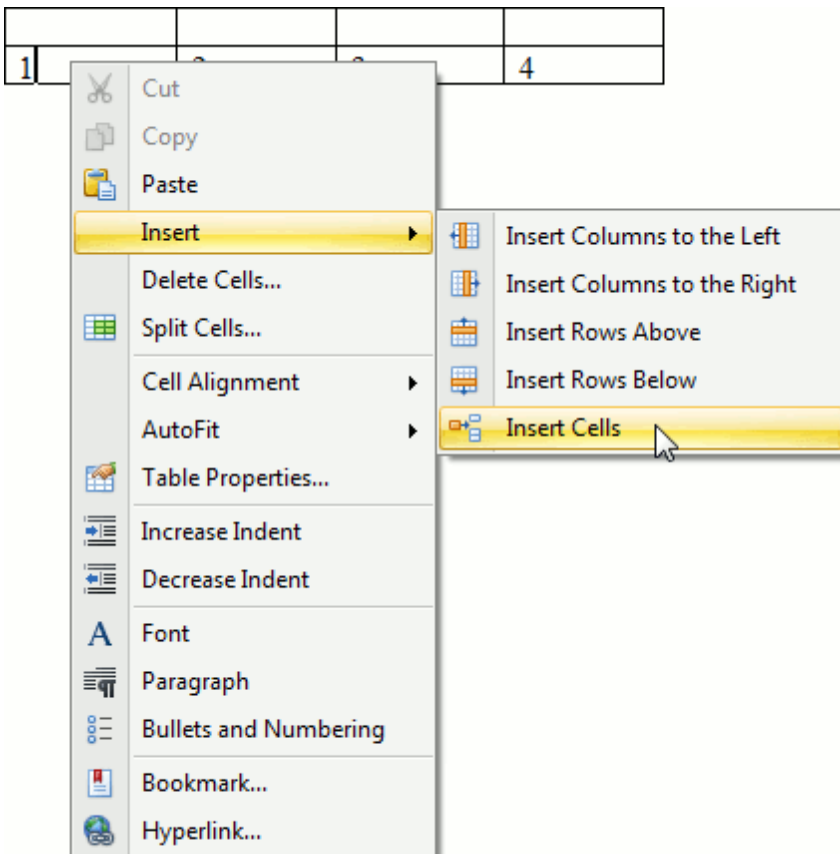 1 4
Cut
Copy
Paste
Insert
Delete Cells...
Split Cells...
Cell Alignment
AutoFit
Table Properties...
Increase Indent
Decrease Indent
Font
Paragraph
Bullets and Numbering
Bookmark...
Hyperlink...
Insert Columns to the Left
Insert Columns to the Right
Insert Rows Above
Insert Rows Below
Insert Cells